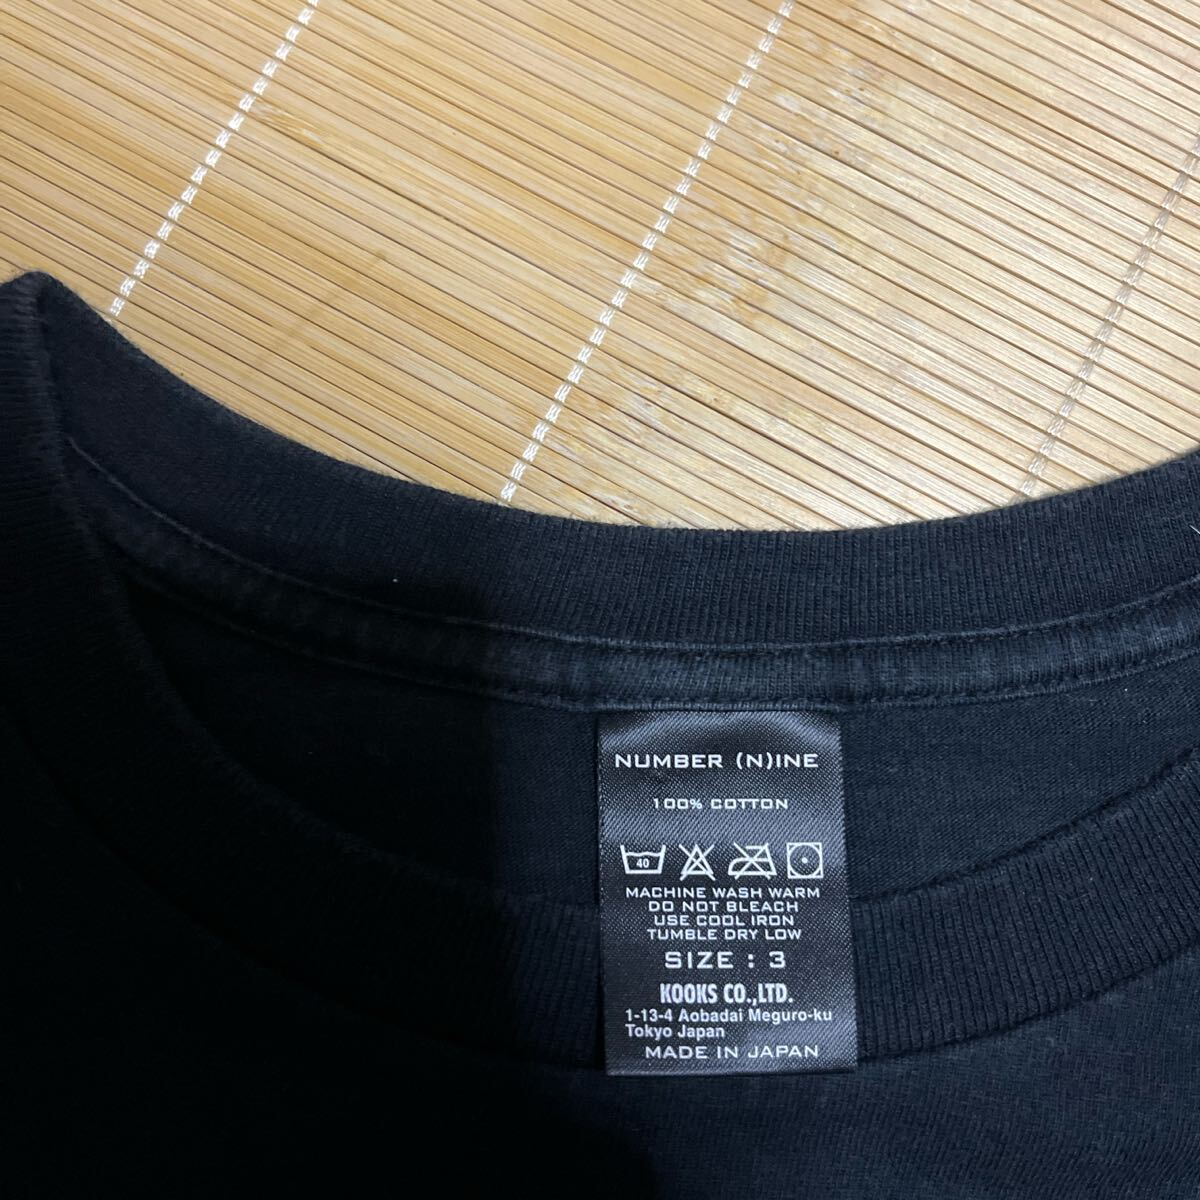 NUMBER (N)INE
100% COTTON
40
MACHINE WASH WARM
DO NOT BLEACH
USE COOL IRON
TUMBLE DRY LOW
SIZE : 3
KOOKS CO.,LTD.
1-13-4 Aobadai Meguro-ku
Tokyo Japan
MADE IN JAPAN